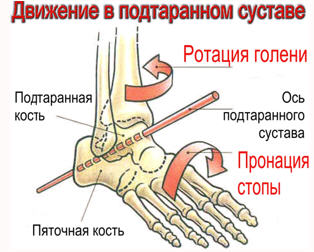 Движение в подтаранном суставе
Ротация голени
Подтаранная
кость
Ось
подтаранного
сустава
Пронация
стопы
Пяточная кость